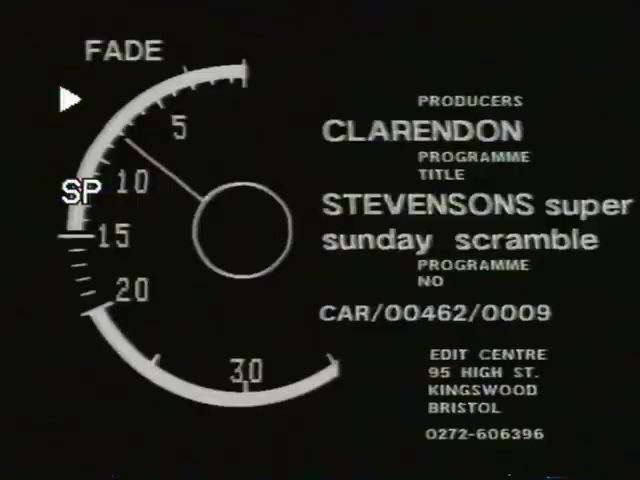 FADE
5
SP 10
15
20
30
PRODUCERS
CLARENDON
PROGRAMME
TITLE
STEVENSONS super
sunday scramble
PROGRAMME
NO
CAR/00462/0009
EDIT CENTRE
95 HIGH ST.
KINGSWOOD
BRISTOL
0272-606396